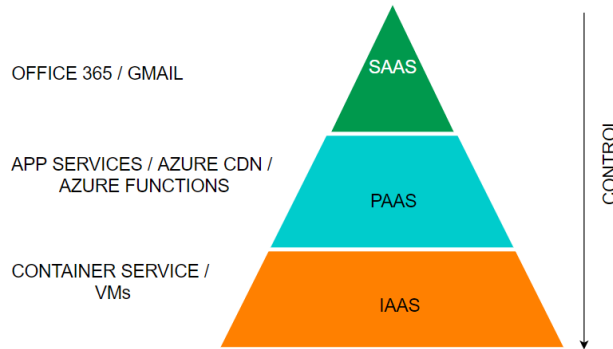 SAAS
OFFICE 365 / GMAIL
APP SERVICES / AZURE CDN /
AZURE FUNCTIONS
PAAS
CONTAINER SERVICE /
VMs
IAAS
CONTROL